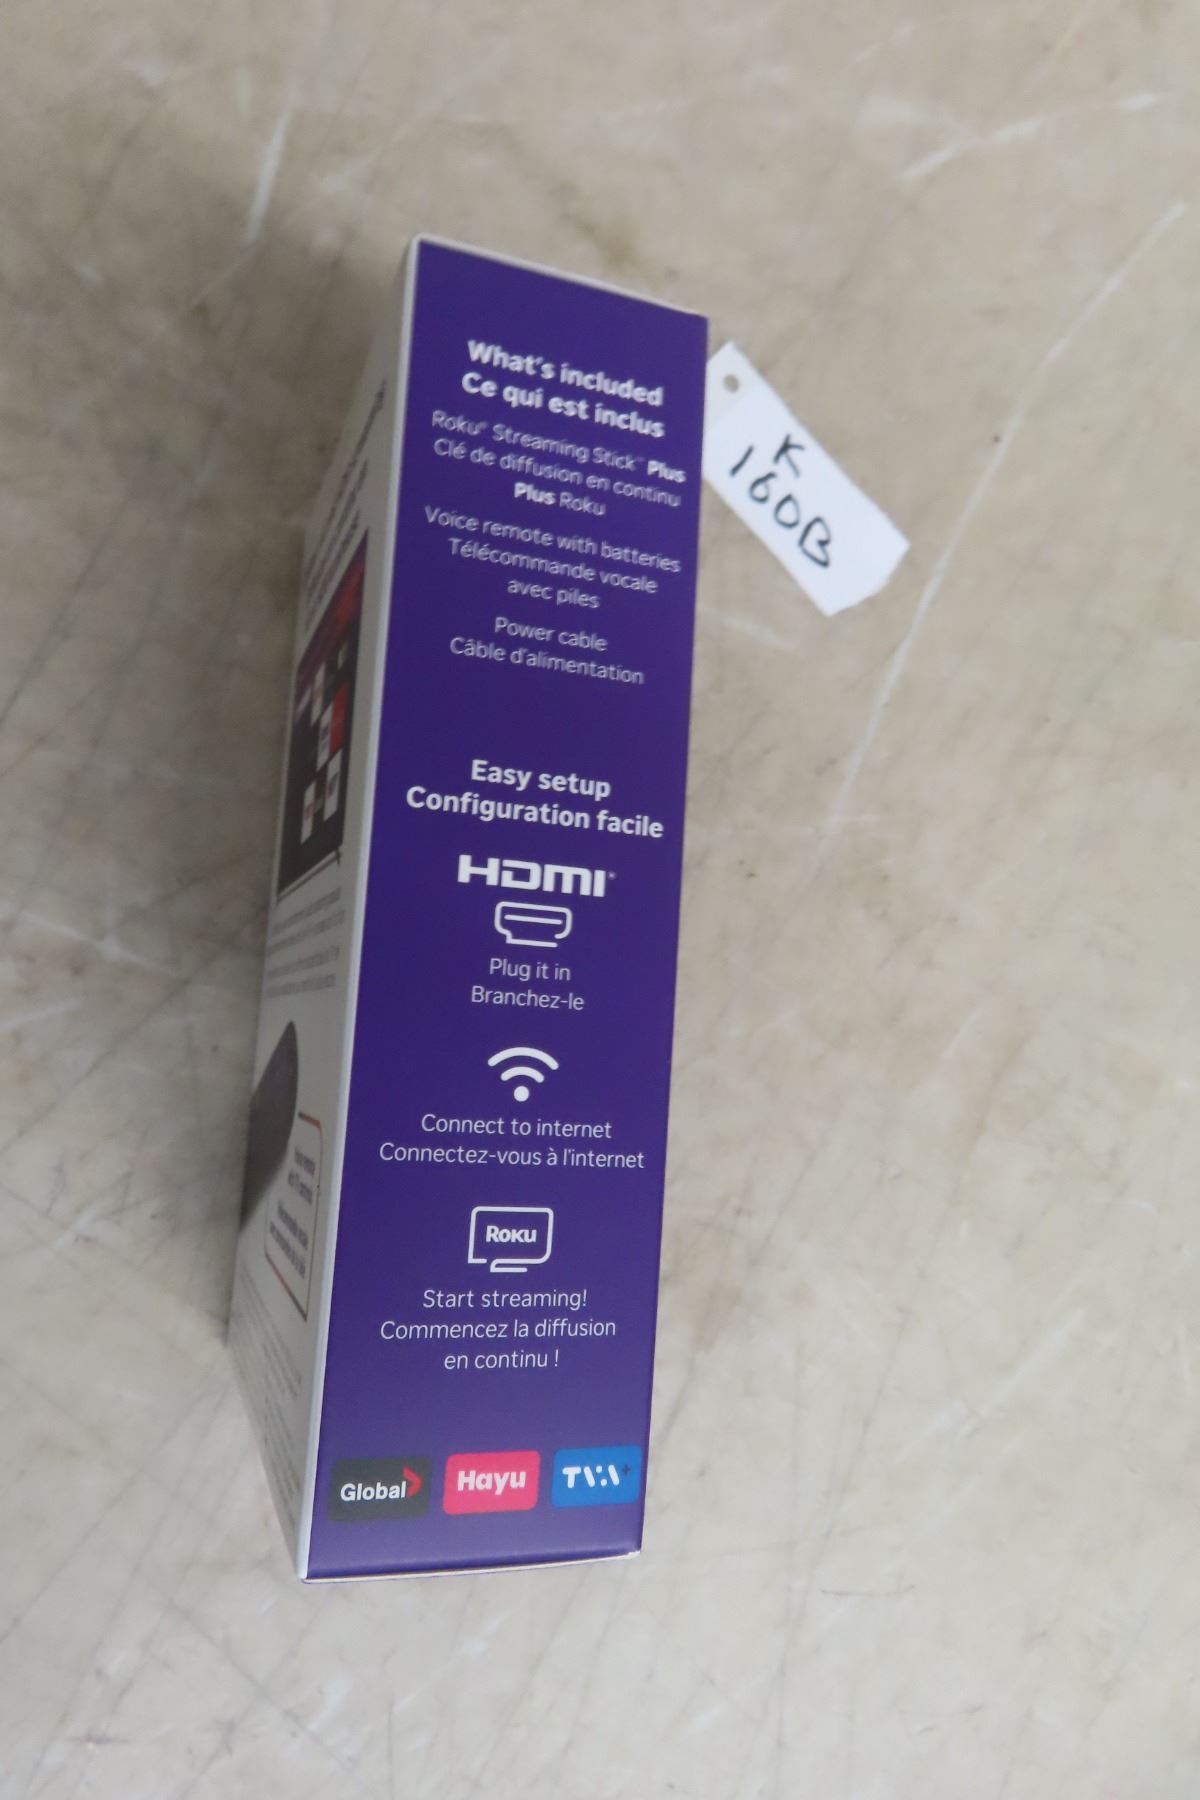 What's included
Ce qui est inclus
Roku® Streaming Stick™ Plus
Clé de diffusion en continu
Plus Roku
Voice remote with batteries
Télécommande vocale
avec piles
Power cable
Câble d'alimentation
Easy setup
Configuration facile
HDMI®
Plug it in
Branchez-le
Connect to internet
Connectez-vous à l'internet
ROKU
Start streaming!
Commencez la diffusion
en continu !
Global
Hayu
TVA+
K
160B